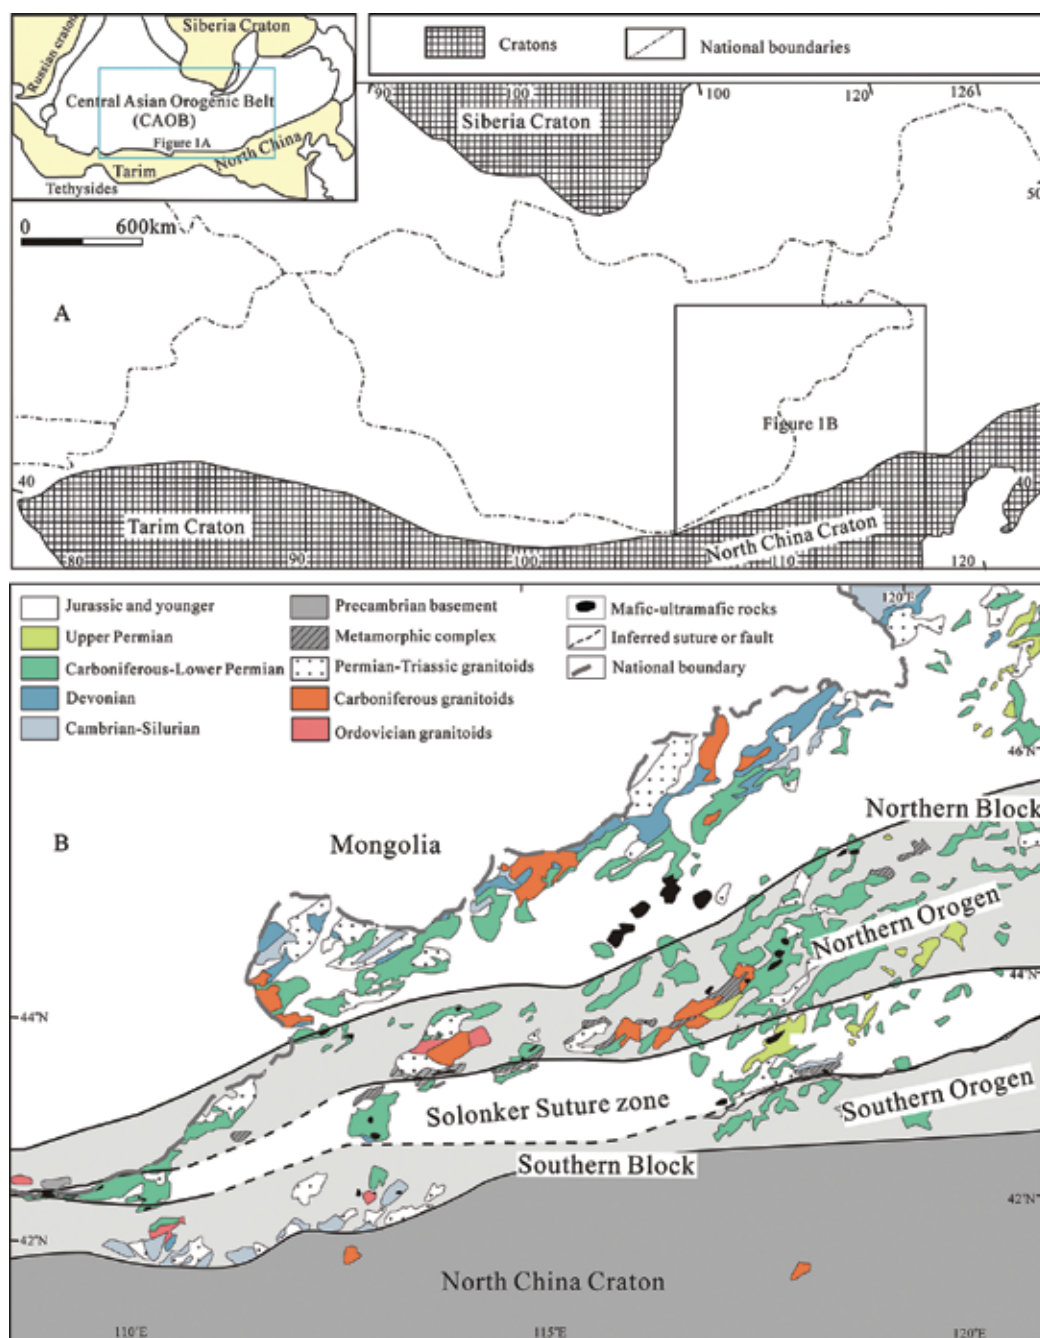 Russian craton
Siberia Craton
Central Asian Orogenic Belt
(CAOB)
Figure 1A
North China
Tarim
Tethysides
Cratons
National boundaries
90
100
100
120
126
Siberia Craton
50
0
600km
A
Figure 1B
40
40
Tarim Craton
North China Craton
80
90
100
110
120
Jurassic and younger
Upper Permian
Carboniferous-Lower Permian
Devonian
Cambrian-Silurian
Precambrian basement
Metamorphic complex
Permian-Triassic granitoids
Carboniferous granitoids
Ordovician granitoids
Mafic-ultramafic rocks
Inferred suture or fault
National boundary
120°E
46°N
B
Mongolia
Northern Block
Northern Orogen
44°N
44°N
Solonker Suture zone
Southern Orogen
Southern Block
42°N
42°N
North China Craton
110°E
115°E
120°E